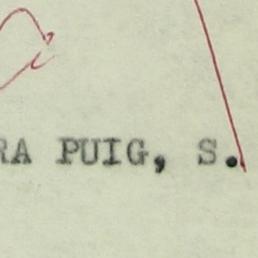 RA PUIG, S.